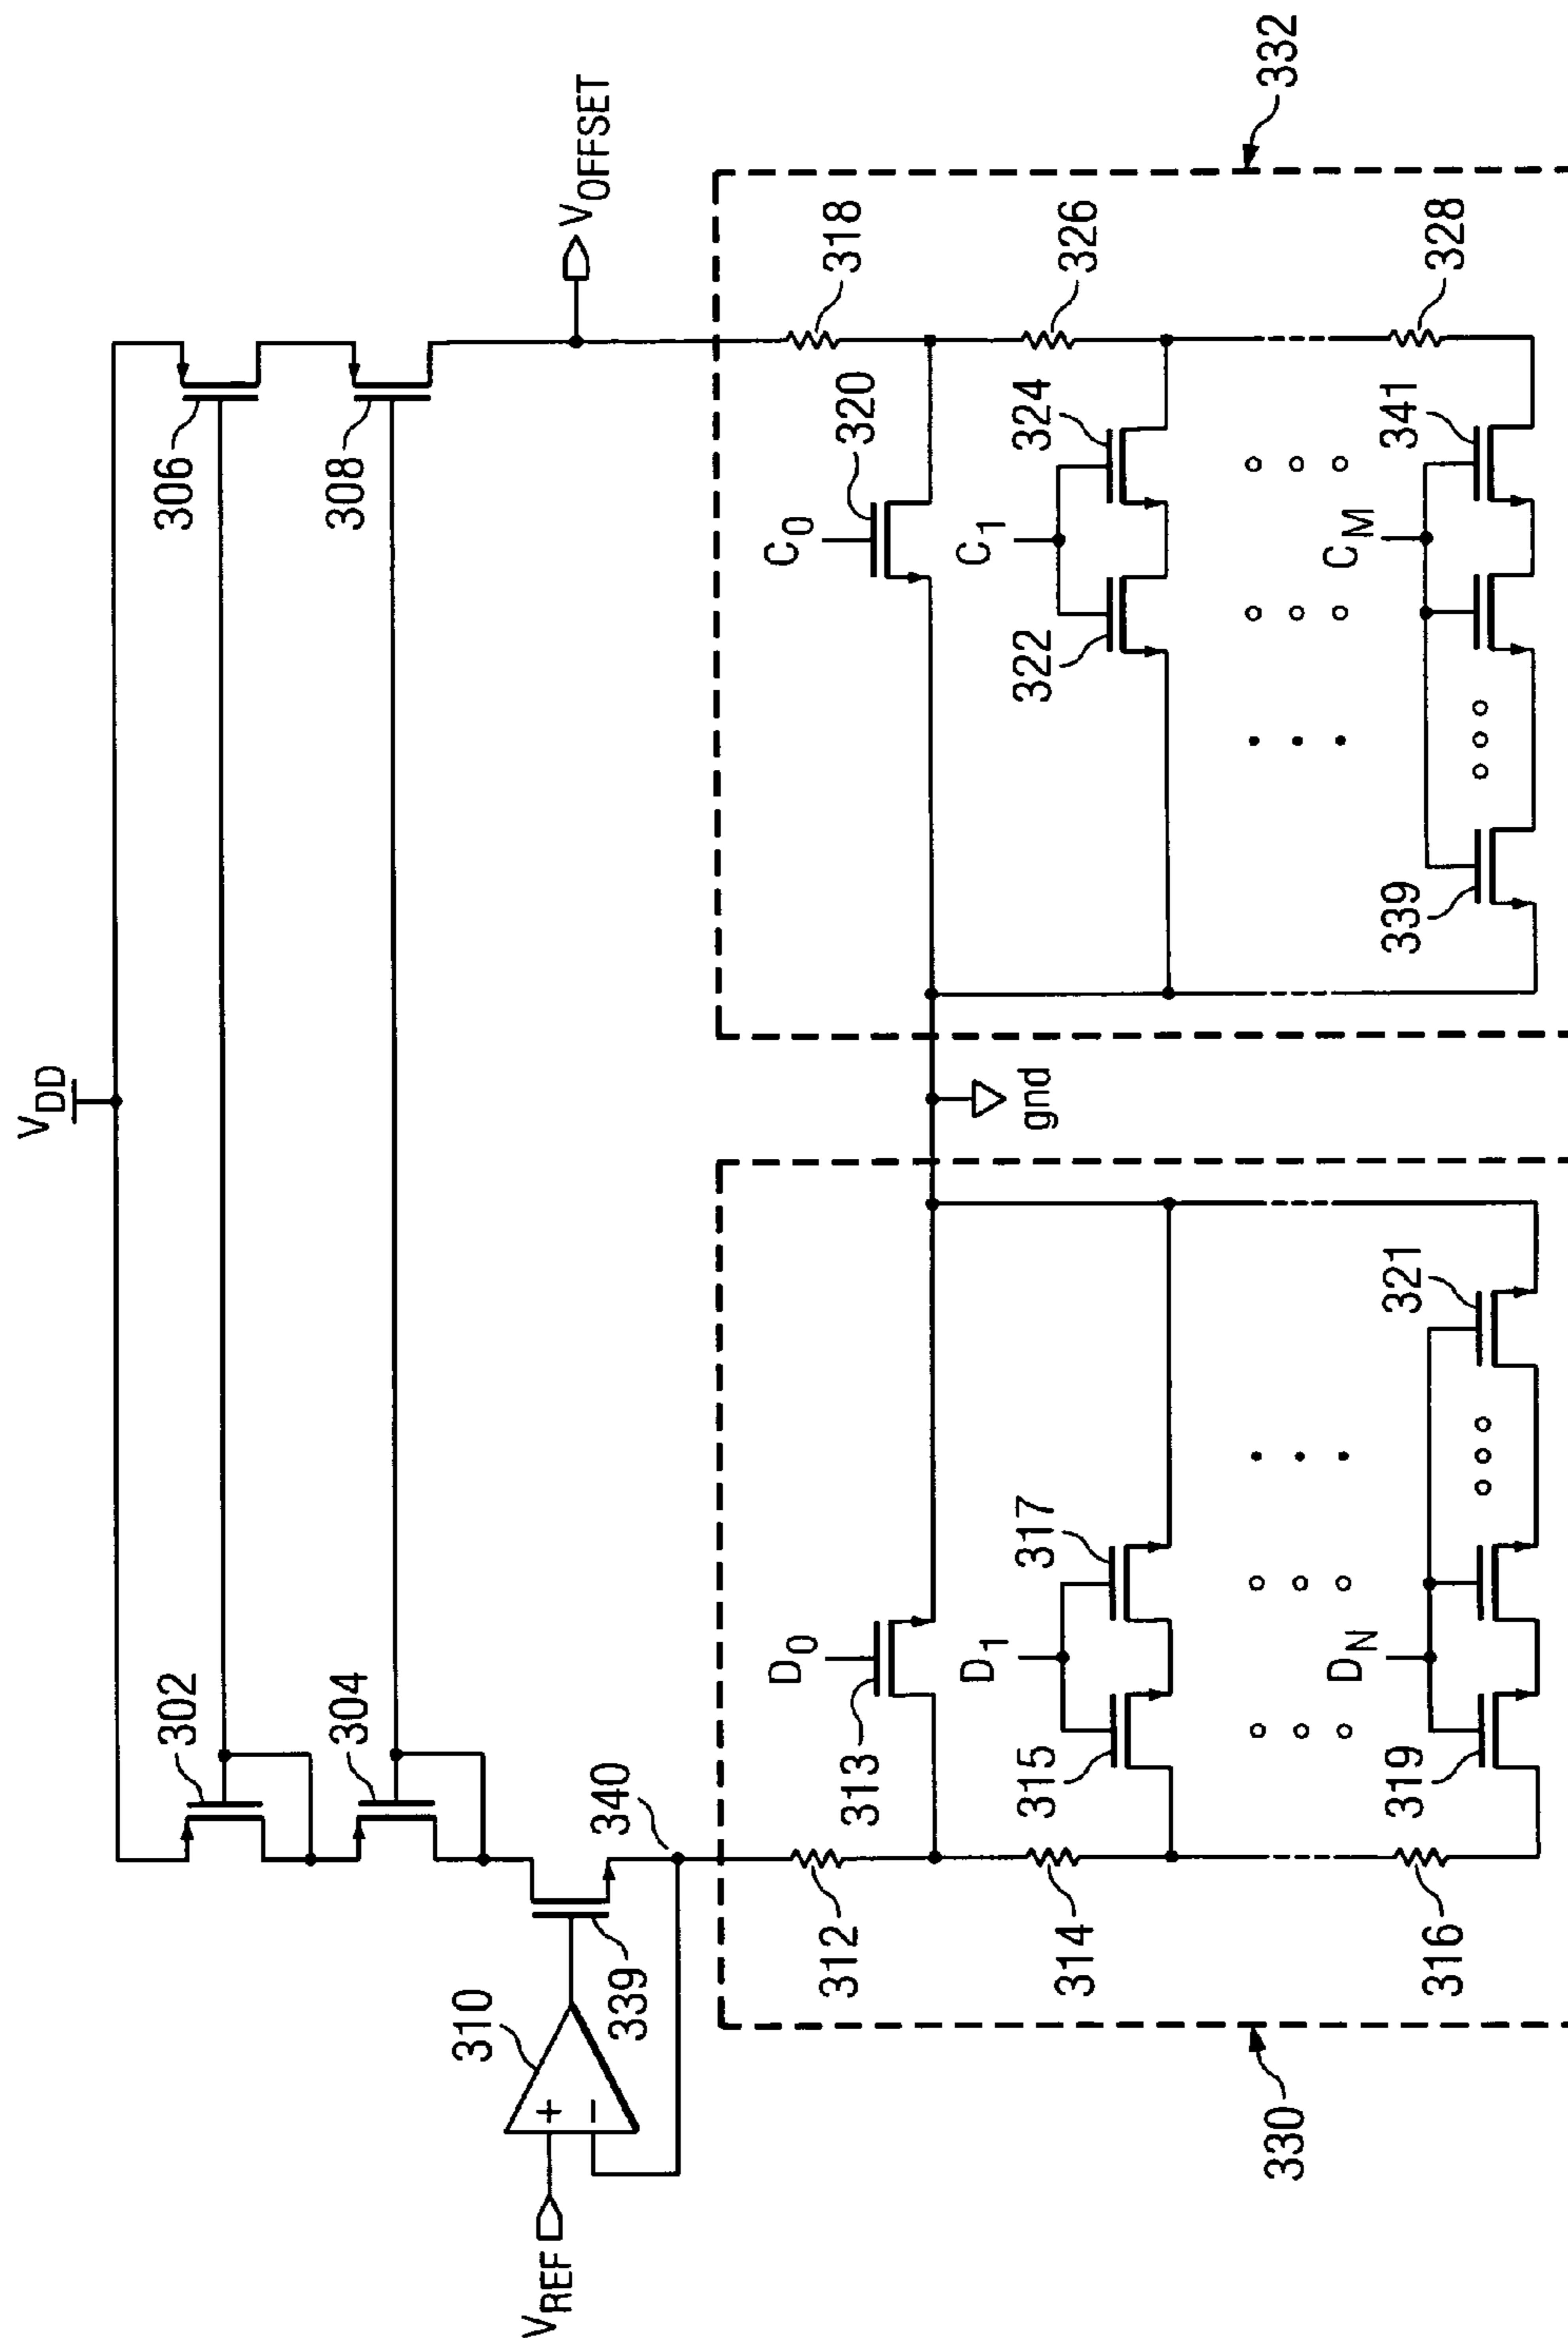 V_DD
302
306
304
308
310
V_REF
+
−
339
340
V_OFFSET
330
332
312
D_0
313
C_0
320
318
gnd
314
D_1
315
317
C_1
322
324
326
316
D_N
319
321
C_M
339
341
328